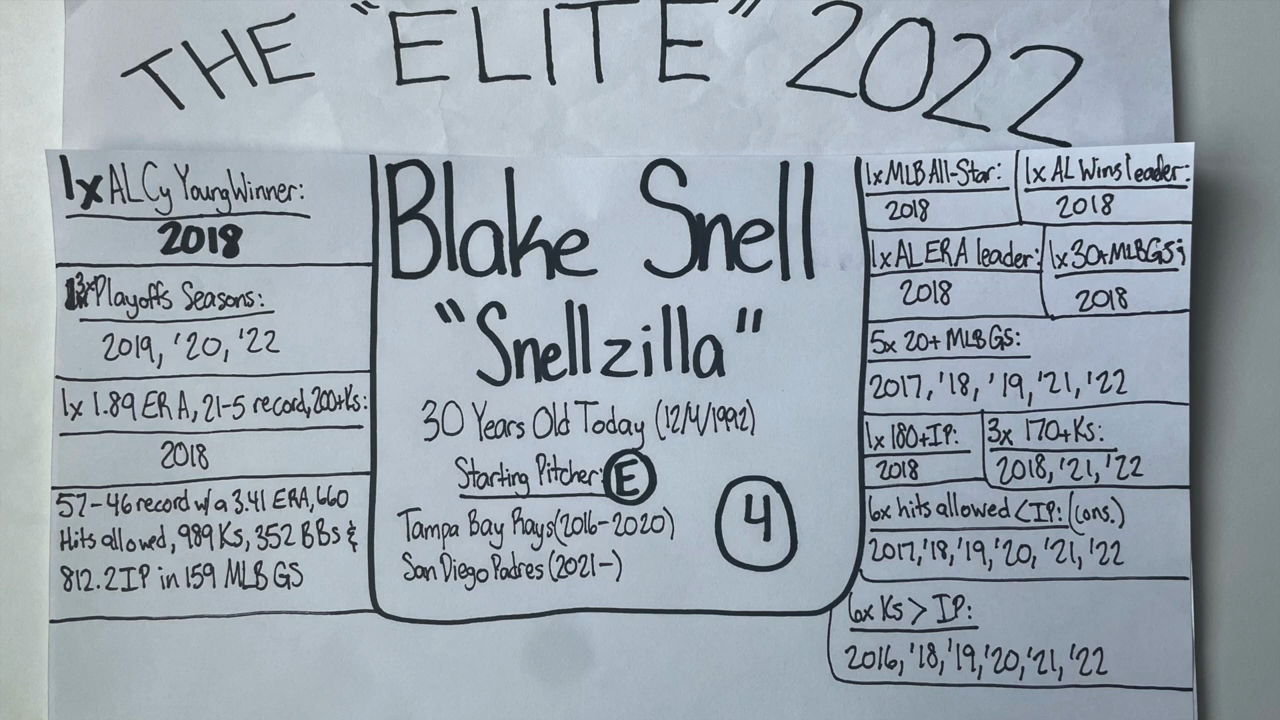 THE "ELITE" 2022
1x AL Cy Young Winner:
2018
3x Playoffs Seasons:
2019, '20, '22
1x 1.89 ERA, 21-5 record, 200+Ks:
2018
57-46 record w/a 3.41 ERA, 660
Hits allowed, 989 Ks, 352 BBs &
812.2 IP in 159 MLB GS
Blake Snell
"Snellzilla"
30 Years Old Today (12/4/1992)
Starting Pitcher: E
Tampa Bay Rays (2016-2020)
San Diego Padres (2021-)
4
1x MLB All-Star:
2018
1x AL Wins leader:
2018
1x AL ERA leader:
2018
1x 30+ MLB GS:
2018
5x 20+ MLB GS:
2017, '18, '19, '21, '22
1x 180+ IP:
2018
3x 170+ Ks:
2018, '21, '22
6x hits allowed < IP: (cons.)
2017, '18, '19, '20, '21, '22
6x Ks > IP:
2016, '18, '19, '20, '21, '22